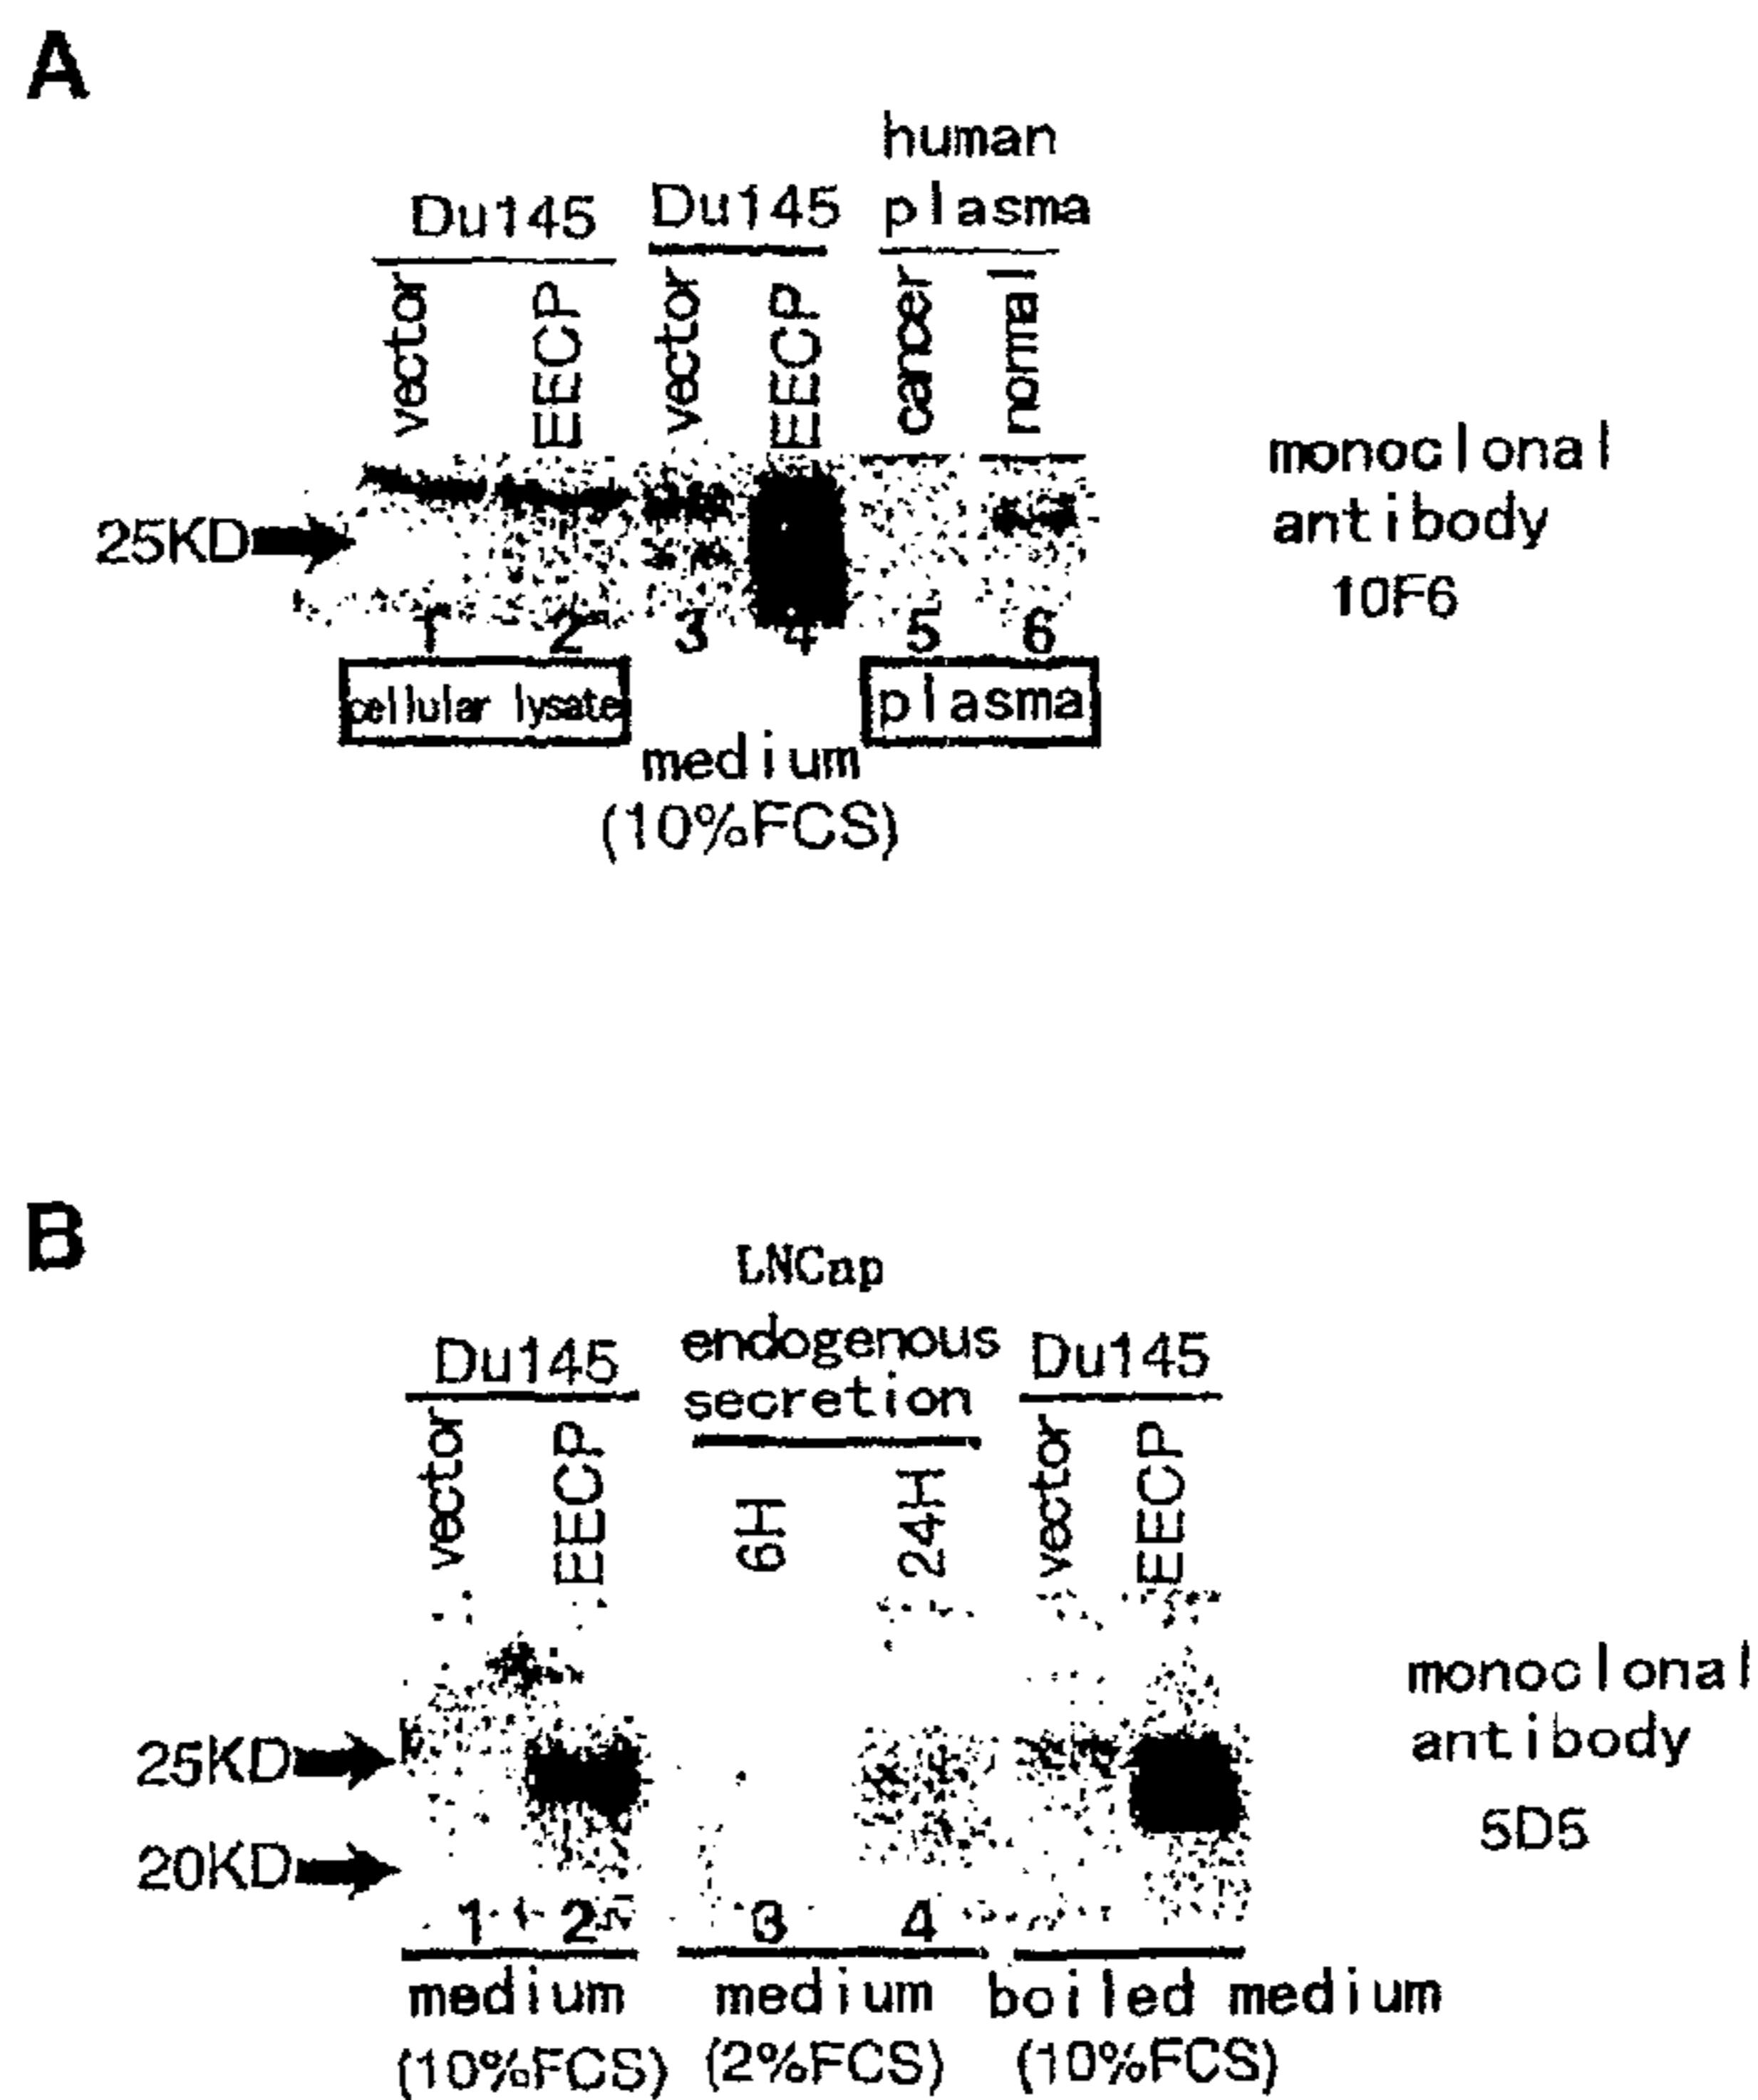 A
human
Du145 Du145 plasma
vector EECP vector EECP cancer normal
monoclonal
25KD antibody
10F6
1 2 3 4 5 6
cellular lysate plasma
medium
(10%FCS)
B
LNCap
endogenous
Du145 secretion Du145
vector EECP 6H 24H vector EECP
monoclonal
25KD antibody
5D5
20KD
1 2 3 4
medium medium boiled medium
(10%FCS) (2%FCS) (10%FCS)